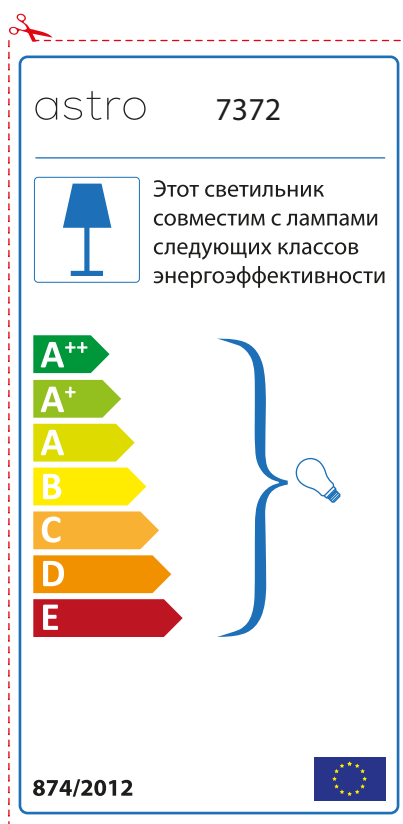 astro 7372
Этот светильник
совместим с лампами
следующих классов
энергоэффективности
A++
A+
A
B
C
D
E
874/2012